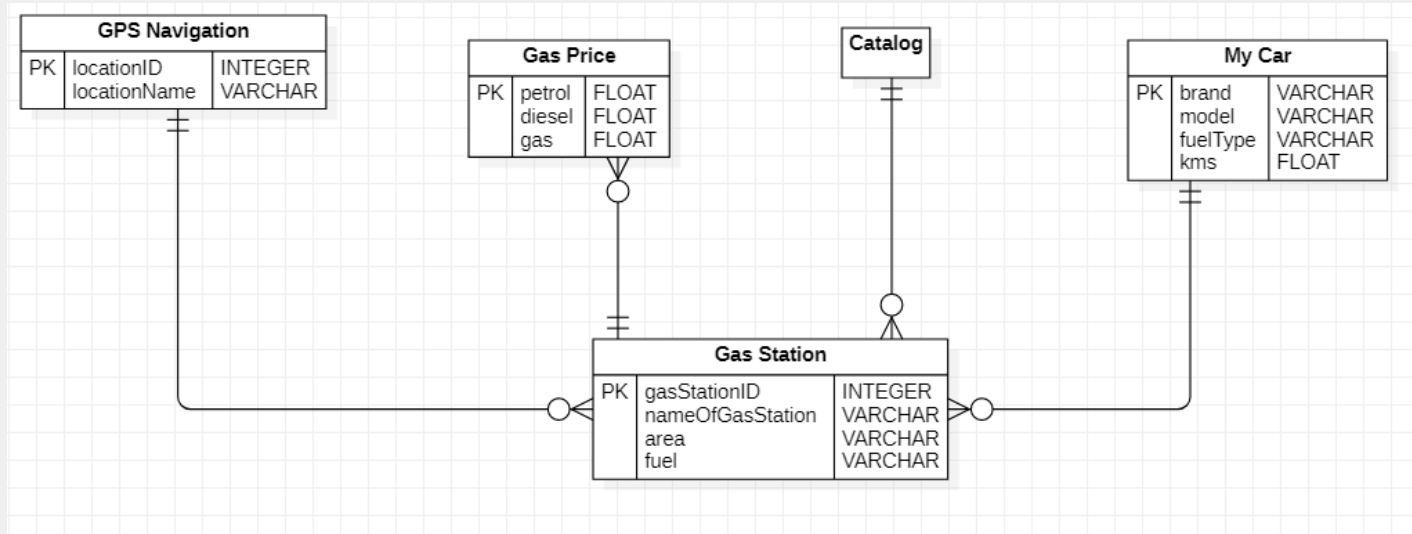 GPS Navigation
PK locationID INTEGER
locationName VARCHAR
Gas Price
PK petrol FLOAT
diesel FLOAT
gas FLOAT
Catalog
My Car
PK brand VARCHAR
model VARCHAR
fuelType VARCHAR
kms FLOAT
Gas Station
PK gasStationID INTEGER
nameOfGasStation VARCHAR
area VARCHAR
fuel VARCHAR